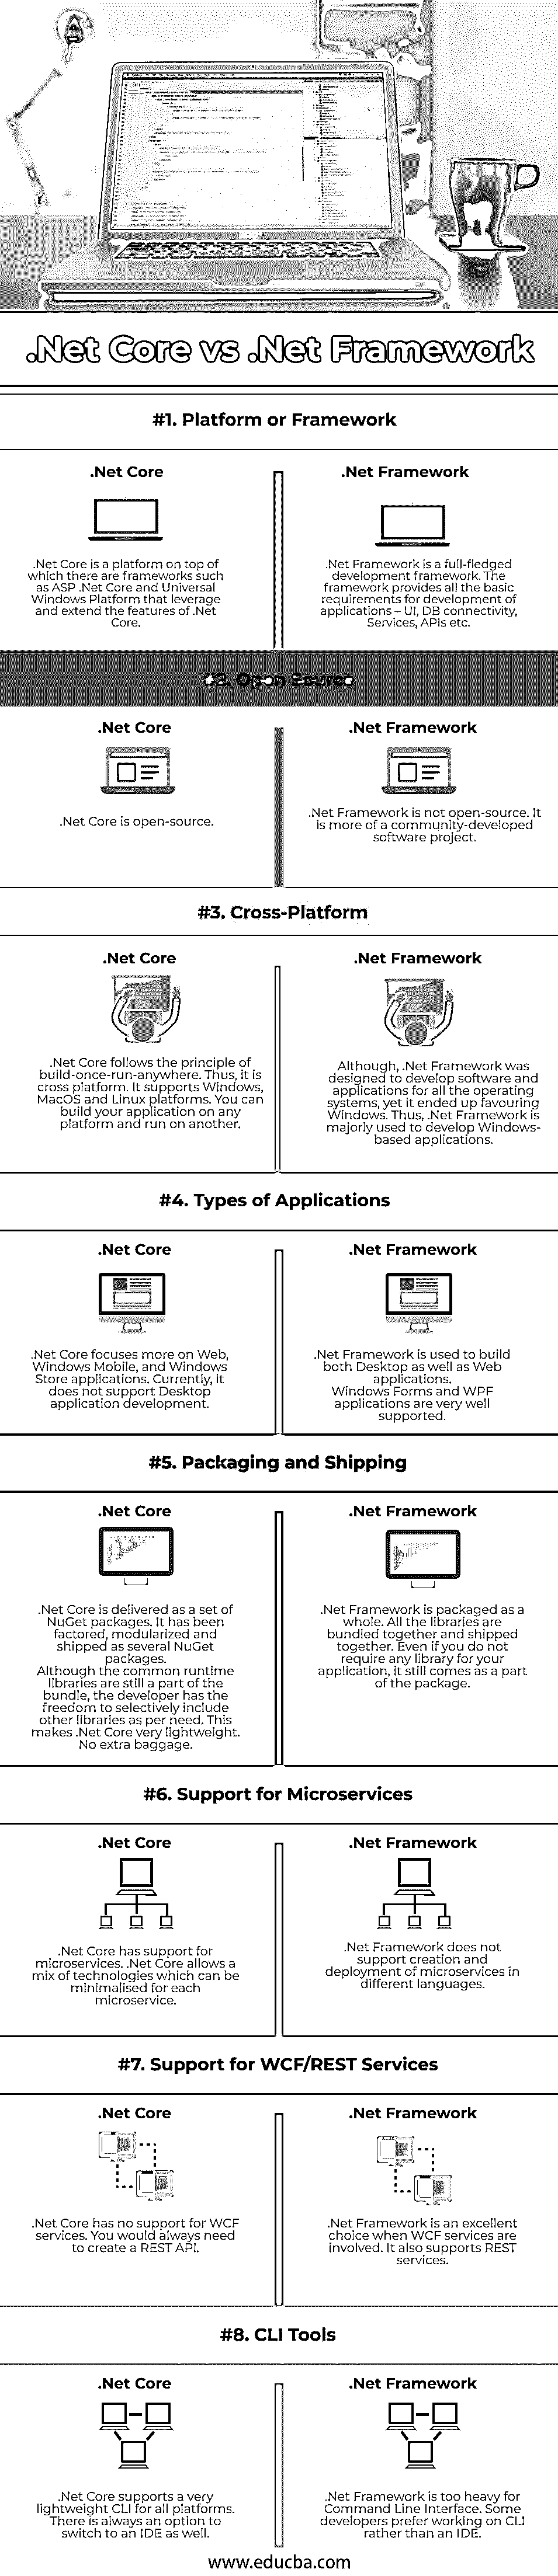 .Net Core vs .Net Framework
#1. Platform or Framework
.Net Core
.Net Core is a platform on top of
which there are frameworks such
as ASP .Net Core and Universal
Windows Platform that leverage
and extend the features of .Net
Core.
.Net Framework
.Net Framework is a full-fledged
development framework. The
framework provides all the basic
requirements for development of
applications – UI, DB connectivity,
Services, APIs etc.
#2. Open Source
.Net Core
.Net Core is open-source.
.Net Framework
.Net Framework is not open-source. It
is more of a community-developed
software project.
#3. Cross-Platform
.Net Core
.Net Core follows the principle of
build-once-run-anywhere. Thus, it is
cross platform. It supports Windows,
MacOS and Linux platforms. You can
build your application on any
platform and run on another.
.Net Framework
Although, .Net Framework was
designed to develop software and
applications for all the operating
systems, yet it ended up favouring
Windows. Thus, .Net Framework is
majorly used to develop Windows-
based applications.
#4. Types of Applications
.Net Core
.Net Core focuses more on Web,
Windows Mobile, and Windows
Store applications. Currently, it
does not support Desktop
application development.
.Net Framework
.Net Framework is used to build
both Desktop as well as Web
applications.
Windows Forms and WPF
applications are very well
supported.
#5. Packaging and Shipping
.Net Core
.Net Core is delivered as a set of
NuGet packages. It has been
factored, modularized and
shipped as several NuGet
packages.
Although the common runtime
libraries are still a part of the
bundle, the developer has the
freedom to selectively include
other libraries as per need. This
makes .Net Core very lightweight.
No extra baggage.
.Net Framework
.Net Framework is packaged as a
whole. All the libraries are
bundled together and shipped
together. Even if you do not
require any library for your
application, it still comes as a part
of the package.
#6. Support for Microservices
.Net Core
.Net Core has support for
microservices. .Net Core allows a
mix of technologies which can be
minimalised for each
microservice.
.Net Framework
.Net Framework does not
support creation and
deployment of microservices in
different languages.
#7. Support for WCF/REST Services
.Net Core
.Net Core has no support for WCF
services. You would always need
to create a REST API.
.Net Framework
.Net Framework is an excellent
choice when WCF services are
involved. It also supports REST
services.
#8. CLI Tools
.Net Core
.Net Core supports a very
lightweight CLI for all platforms.
There is always an option to
switch to an IDE as well.
.Net Framework
.Net Framework is too heavy for
Command Line Interface. Some
developers prefer working on CLI
rather than an IDE.
www.educba.com